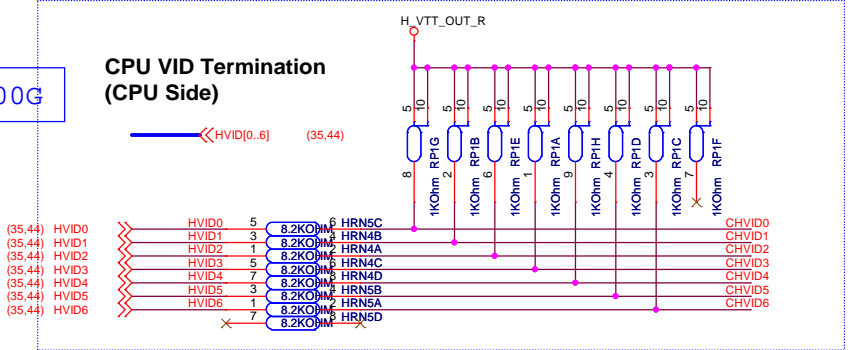 H_VTT_OUT_R
CPU VID Termination
(CPU Side)
00G
HVID[0..6] (35,44)
5 10 5 10 5 10 5 10 5 10 5 10 5 10 5 10
1KOhm RP1G
1KOhm RP1B
1KOhm RP1E
1KOhm RP1A
1KOhm RP1H
1KOhm RP1D
1KOhm RP1C
1KOhm RP1F
8 2 6 1 9 4 3 7
(35,44) HVID0 HVID0 5 8.2KOHM 6 HRN5C CHVID0
(35,44) HVID1 HVID1 3 8.2KOHM 4 HRN4B CHVID1
(35,44) HVID2 HVID2 1 8.2KOHM 2 HRN4A CHVID2
(35,44) HVID3 HVID3 5 8.2KOHM 6 HRN4C CHVID3
(35,44) HVID4 HVID4 7 8.2KOHM 8 HRN4D CHVID4
(35,44) HVID5 HVID5 3 8.2KOHM 4 HRN5B CHVID5
(35,44) HVID6 HVID6 1 8.2KOHM 2 HRN5A CHVID6
7 8.2KOHM 8 HRN5D